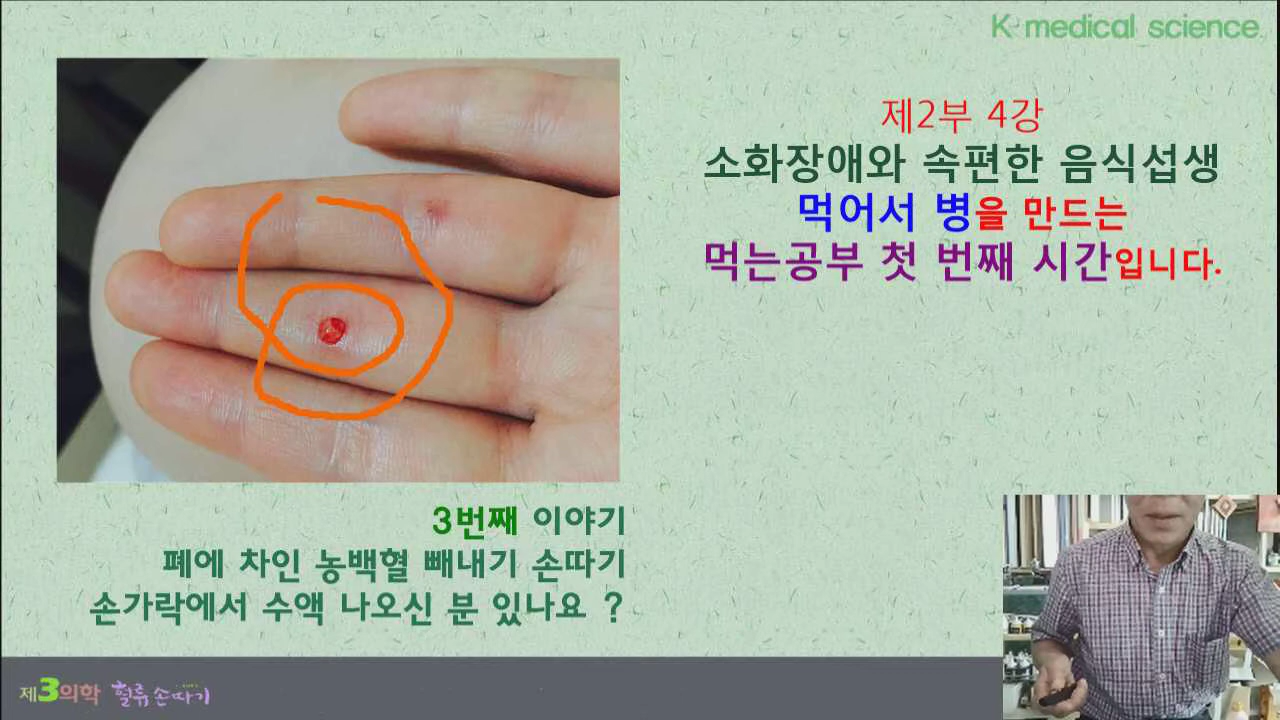 K medical science
제2부 4강
소화장애와 속편한 음식섭생
먹어서 병을 만드는
먹는공부 첫 번째 시간입니다.
3번째 이야기
폐에 차인 농백혈 빼내기 손따기
손가락에서 수액 나오신 분 있나요 ?
제3의학 혈류 손따기